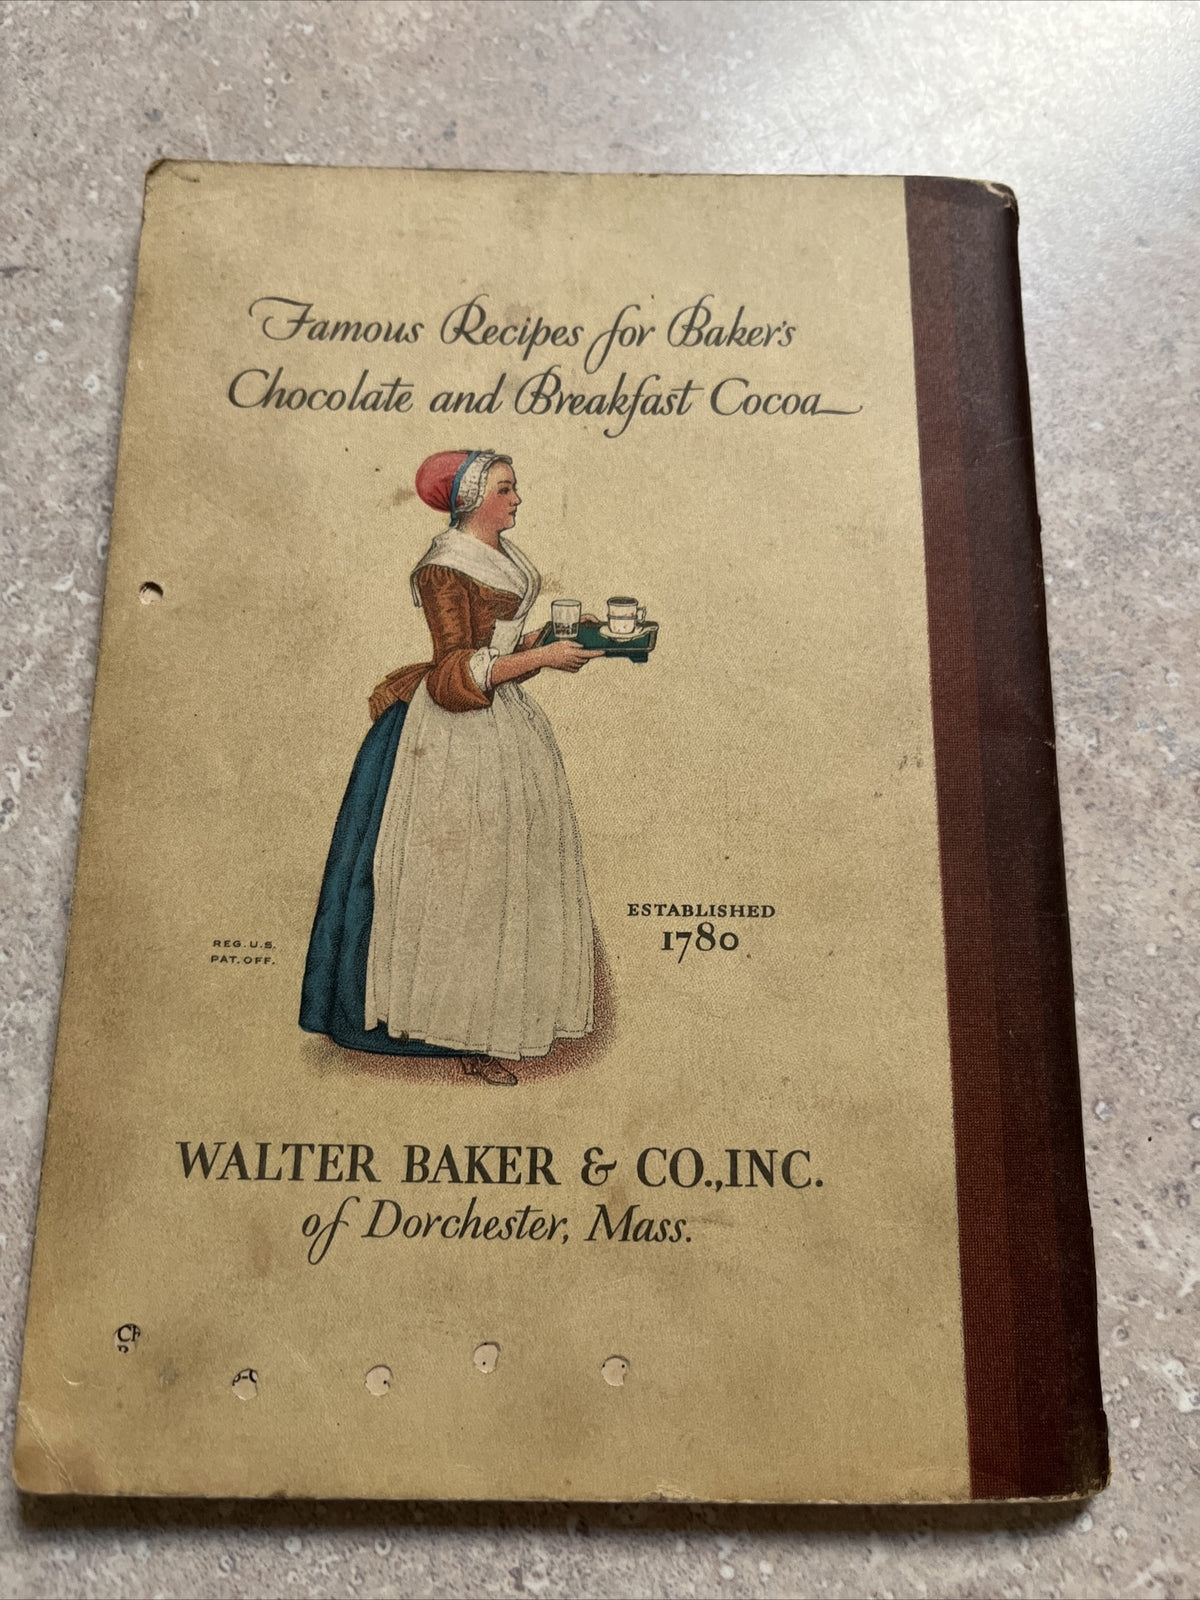 Famous Recipes for Baker's
Chocolate and Breakfast Cocoa
REG. U.S.
PAT. OFF.
ESTABLISHED
1780
WALTER BAKER & CO., INC.
of Dorchester, Mass.